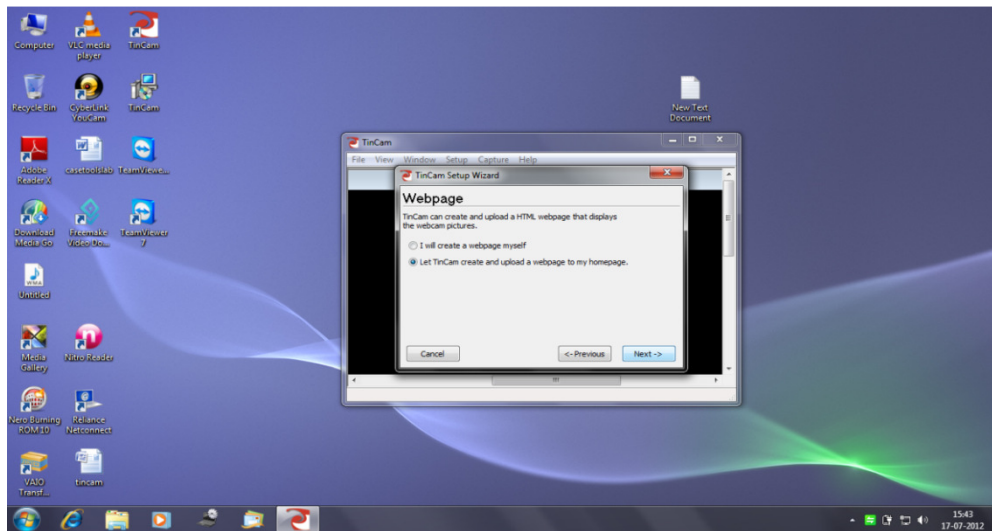 Computer
VLC media
player
TinCam
Recycle Bin
CyberLink
YouCam
TinCam
Adobe
Reader X
casetoolslab
TeamViewe...
Download
Media Go
Freemake
Video Do...
TeamViewer
7
Untitled
Media
Gallery
Nitro Reader
Nero Burning
ROM 10
Reliance
Netconnect
VAIO
Transf...
tincam
New Text
Document
TinCam
File View Window Setup Capture Help
TinCam Setup Wizard
Webpage
TinCam can create and upload a HTML webpage that displays
the webcam pictures.
I will create a webpage myself
Let TinCam create and upload a webpage to my homepage.
Cancel
<- Previous
Next ->
15:43
17-07-2012